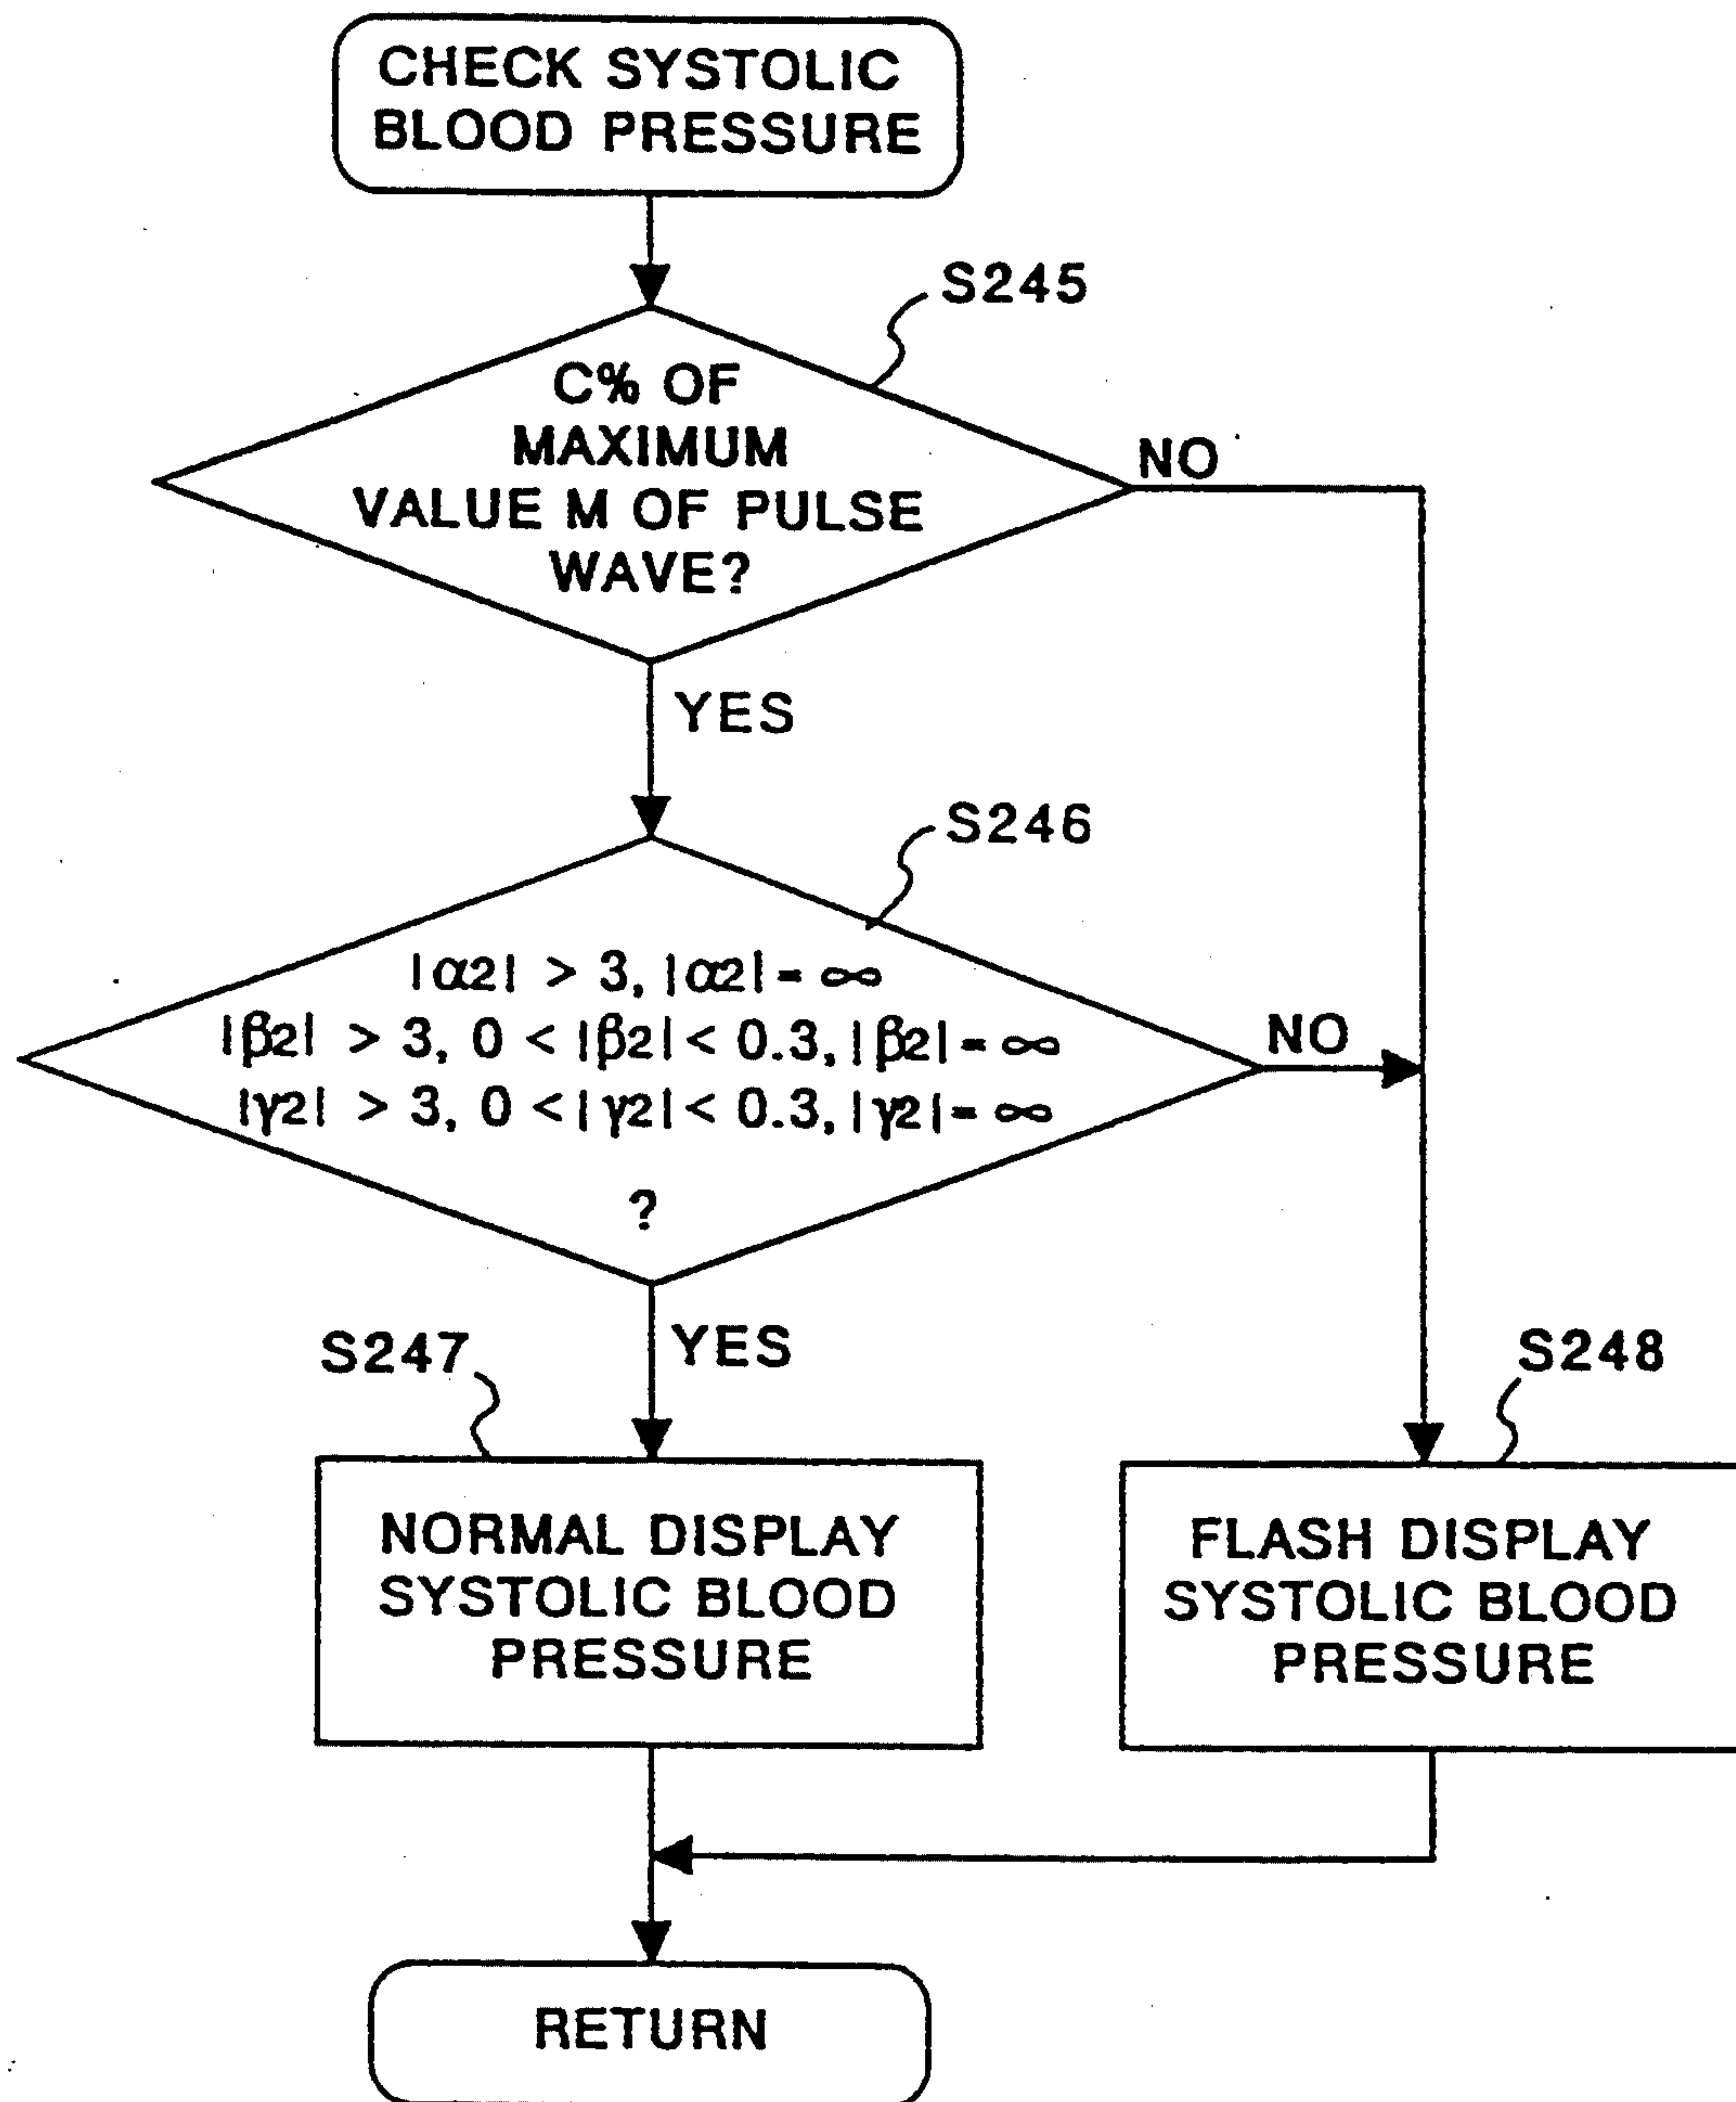 CHECK SYSTOLIC
BLOOD PRESSURE
S245
C% OF
MAXIMUM
VALUE M OF PULSE
WAVE?
NO
YES
S246
|α2| > 3, |α2| = ∞
|β2| > 3, 0 < |β2| < 0.3, |β2| = ∞
|γ2| > 3, 0 < |γ2| < 0.3, |γ2| = ∞
?
NO
YES
S247
NORMAL DISPLAY
SYSTOLIC BLOOD
PRESSURE
S248
FLASH DISPLAY
SYSTOLIC BLOOD
PRESSURE
RETURN